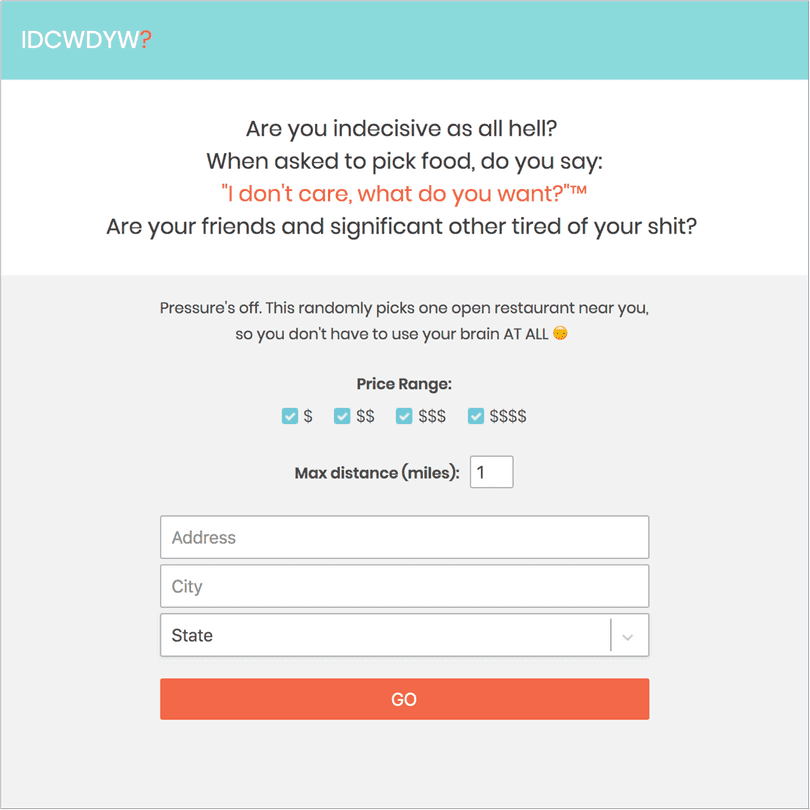 IDCWDYW?
Are you indecisive as all hell?
When asked to pick food, do you say:
"I don't care, what do you want?"™
Are your friends and significant other tired of your shit?
Pressure's off. This randomly picks one open restaurant near you,
so you don't have to use your brain AT ALL
Price Range:
$ $$ $$$ $$$$
Max distance (miles): 1
Address
City
State
GO